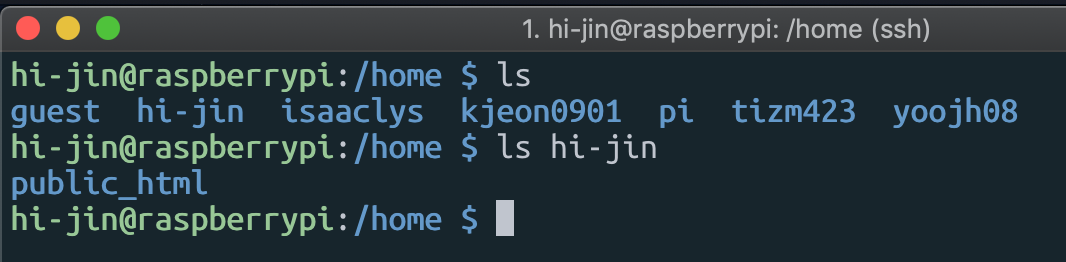 1. hi-jin@raspberrypi: /home (ssh)
hi-jin@raspberrypi:/home $ ls
guest  hi-jin  isaaclys  kjeon0901  pi  tizm423  yoojh08
hi-jin@raspberrypi:/home $ ls hi-jin
public_html
hi-jin@raspberrypi:/home $